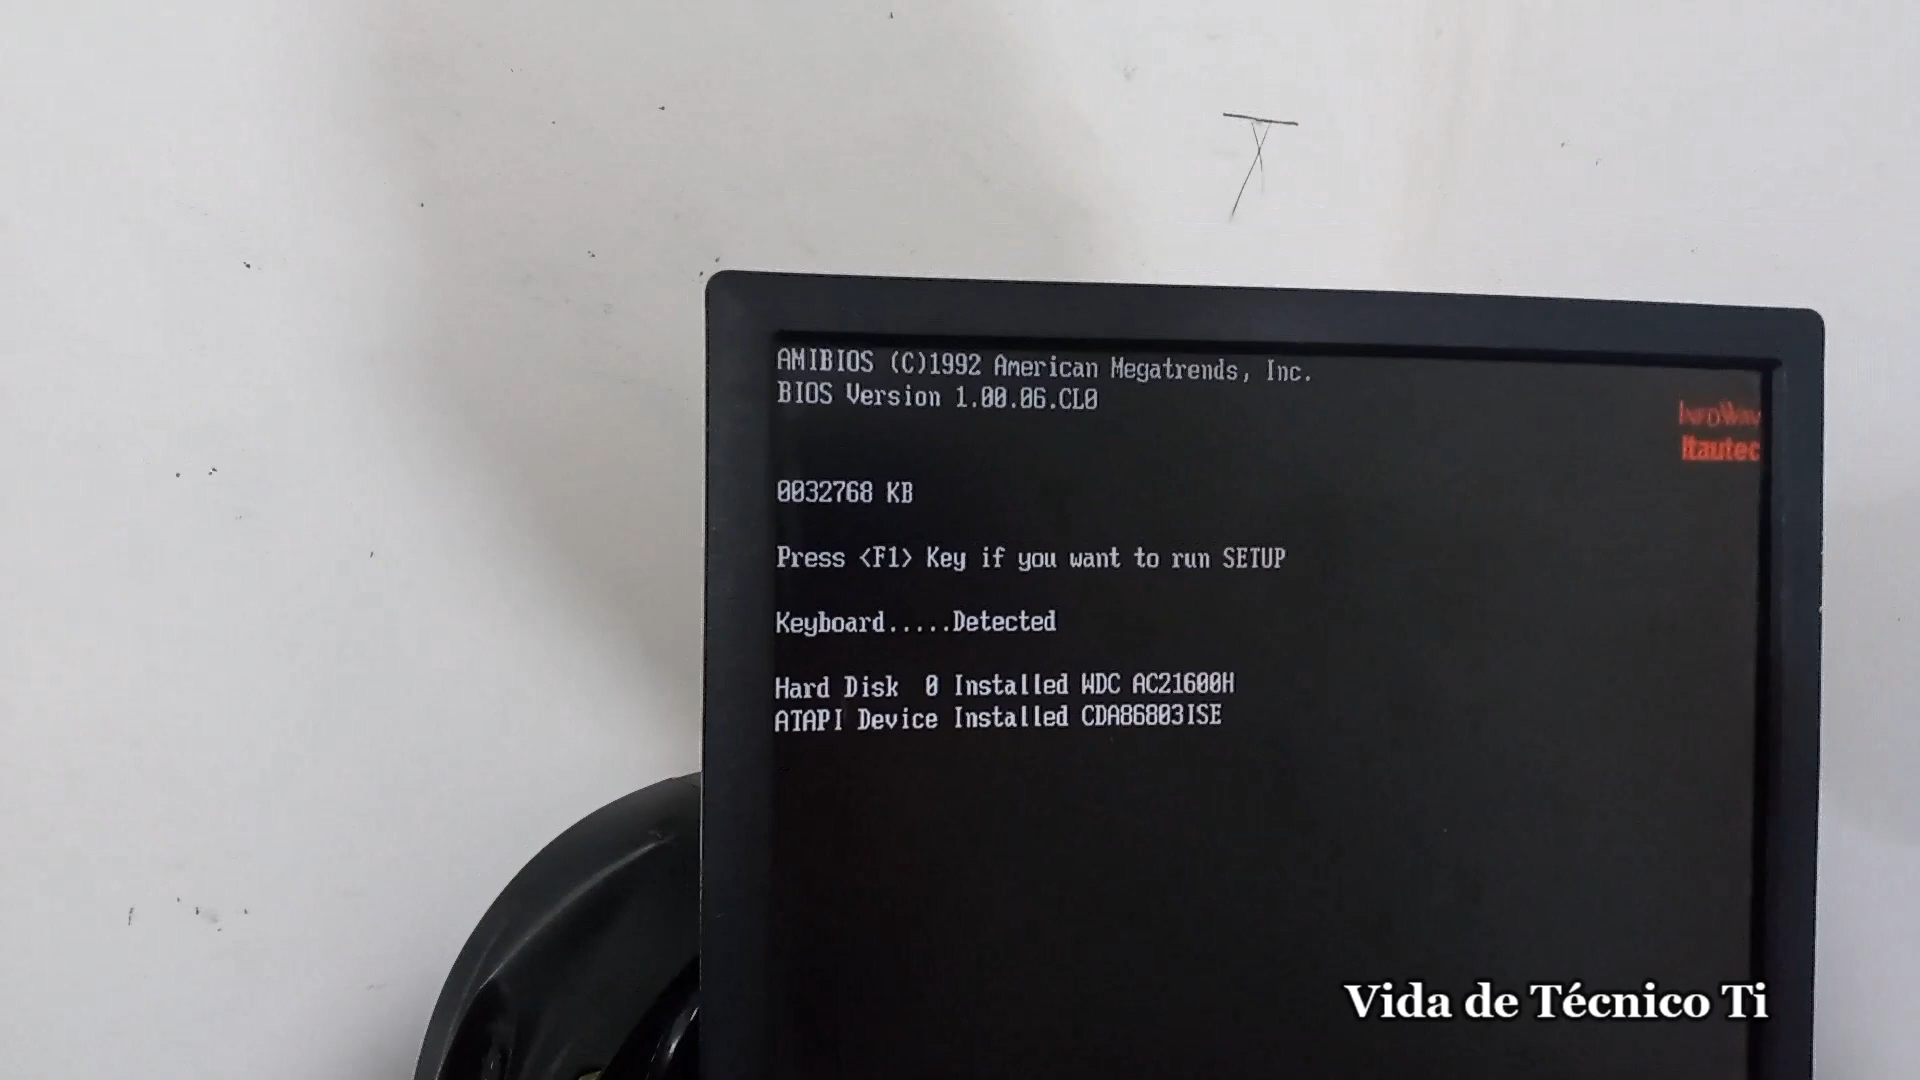 AMIBIOS (C)1992 American Megatrends, Inc.
BIOS Version 1.00.06.CL0
InfoWay
Itautec
0032768 KB
Press <F1> Key if you want to run SETUP
Keyboard.....Detected
Hard Disk  0 Installed WDC AC21600H
ATAPI Device Installed CDA86803ISE
Vida de Técnico Ti